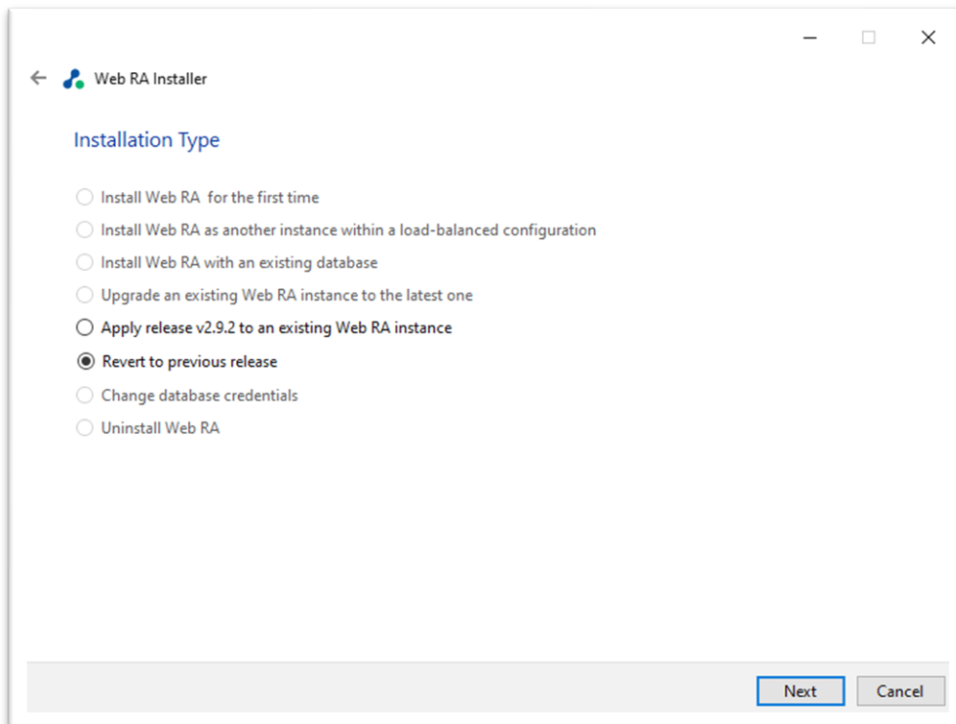 Web RA Installer
Installation Type
Install Web RA  for the first time
Install Web RA as another instance within a load-balanced configuration
Install Web RA with an existing database
Upgrade an existing Web RA instance to the latest one
Apply release v2.9.2 to an existing Web RA instance
Revert to previous release
Change database credentials
Uninstall Web RA
Next Cancel